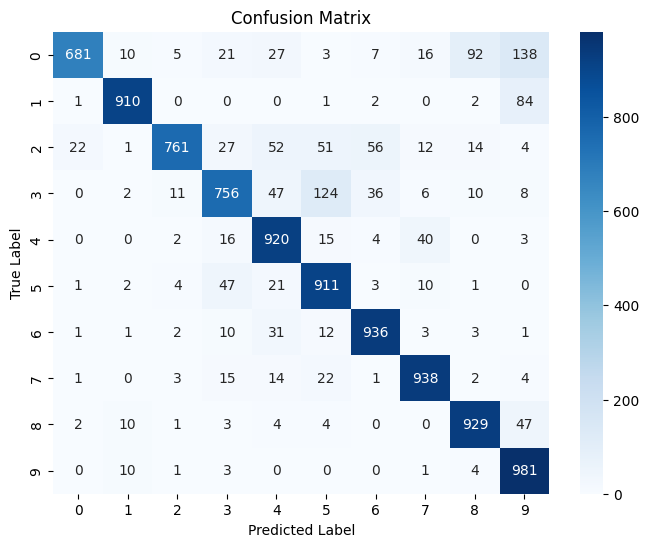 Confusion Matrix
0 681 10 5 21 27 3 7 16 92 138
1 1 910 0 0 0 1 2 0 2 84
2 22 1 761 27 52 51 56 12 14 4
3 0 2 11 756 47 124 36 6 10 8
4 0 0 2 16 920 15 4 40 0 3
5 1 2 4 47 21 911 3 10 1 0
6 1 1 2 10 31 12 936 3 3 1
7 1 0 3 15 14 22 1 938 2 4
8 2 10 1 3 4 4 0 0 929 47
9 0 10 1 3 0 0 0 1 4 981
0 1 2 3 4 5 6 7 8 9
Predicted Label
True Label
800
600
400
200
0